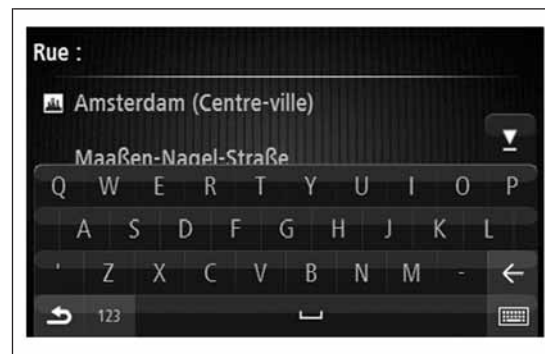 Rue :
Amsterdam (Centre-ville)
Maaßen-Nagel-Straße
Q W E R T Y U I O P
A S D F G H J K L
' Z X C V B N M -
123